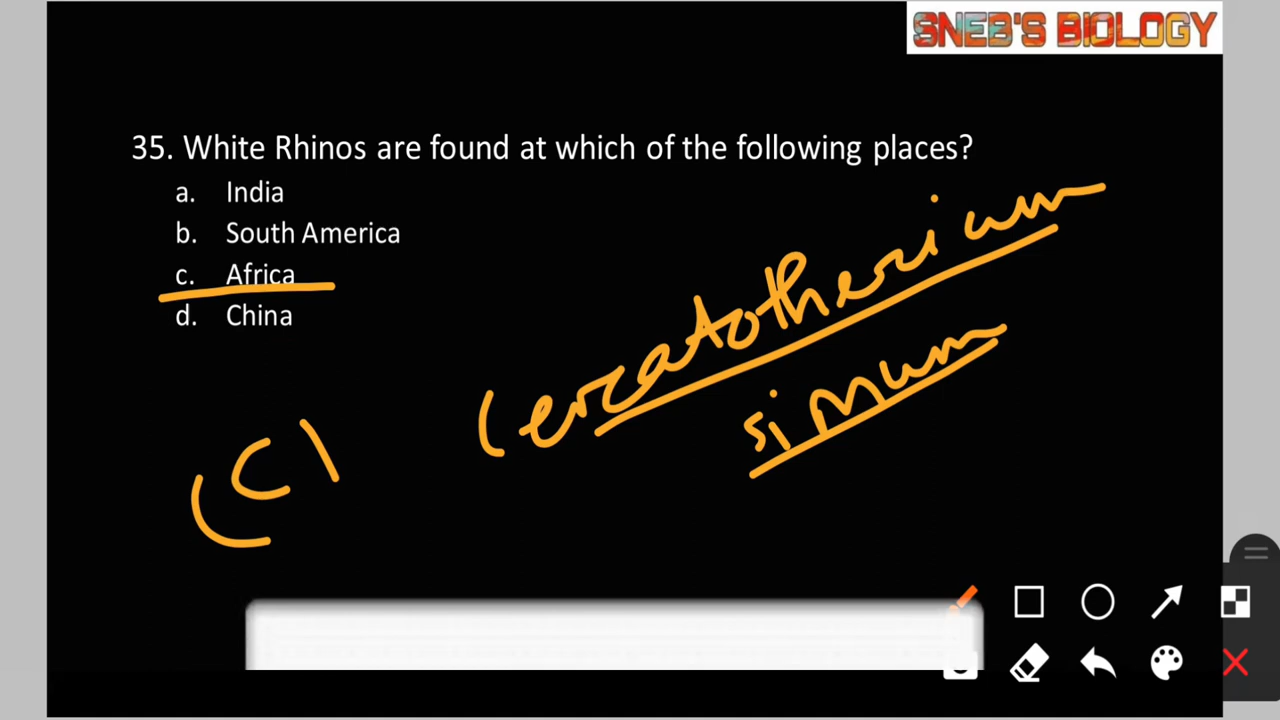 SNEB'S BIOLOGY
35. White Rhinos are found at which of the following places?
a. India
b. South America
c. Africa
d. China
Ceratotherium
simum
(C)